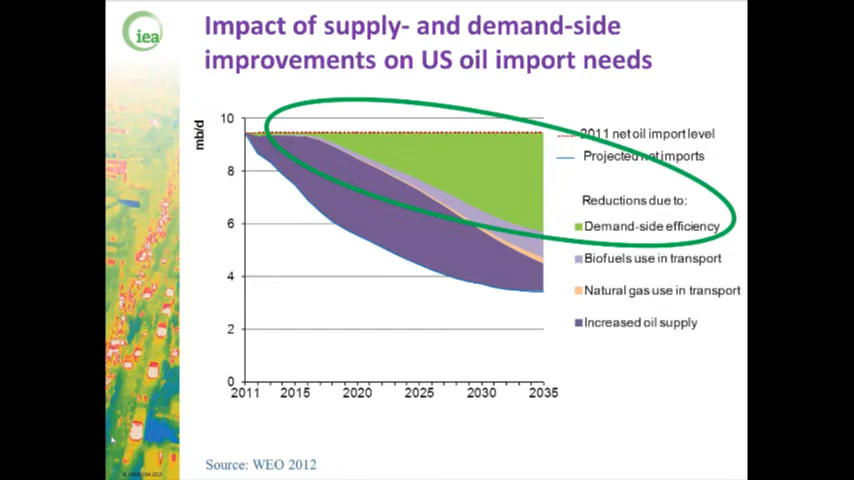 iea
Impact of supply- and demand-side
improvements on US oil import needs
mb/d
10
8
6
4
2
0
2011 2015 2020 2025 2030 2035
2011 net oil import level
Projected net imports
Reductions due to:
Demand-side efficiency
Biofuels use in transport
Natural gas use in transport
Increased oil supply
Source: WEO 2012